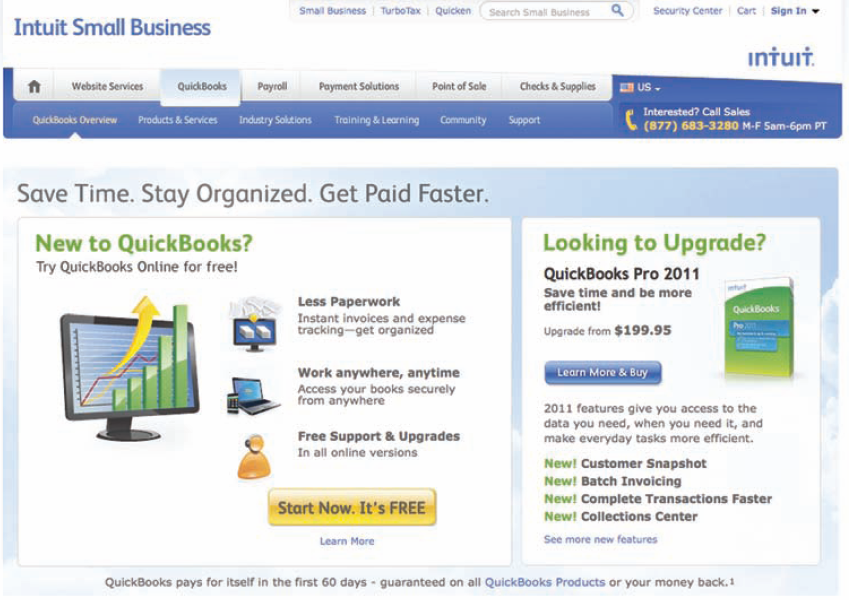 Small Business | TurboTax | Quicken
Search Small Business
Security Center | Cart | Sign In
Intuit Small Business
intuit.
Website Services
QuickBooks
Payroll
Payment Solutions
Point of Sale
Checks & Supplies
US
QuickBooks Overview
Products & Services
Industry Solutions
Training & Learning
Community
Support
Interested? Call Sales
(877) 683-3280 M-F 5am-6pm PT
Save Time. Stay Organized. Get Paid Faster.
New to QuickBooks?
Try QuickBooks Online for free!
Less Paperwork
Instant invoices and expense
tracking—get organized
Work anywhere, anytime
Access your books securely
from anywhere
Free Support & Upgrades
In all online versions
Start Now. It's FREE
Learn More
Looking to Upgrade?
QuickBooks Pro 2011
Save time and be more
efficient!
Upgrade from $199.95
intuit
QuickBooks
Pro 2011
Learn More & Buy
2011 features give you access to the
data you need, when you need it, and
make everyday tasks more efficient.
New! Customer Snapshot
New! Batch Invoicing
New! Complete Transactions Faster
New! Collections Center
See more new features
QuickBooks pays for itself in the first 60 days - guaranteed on all QuickBooks Products or your money back.1